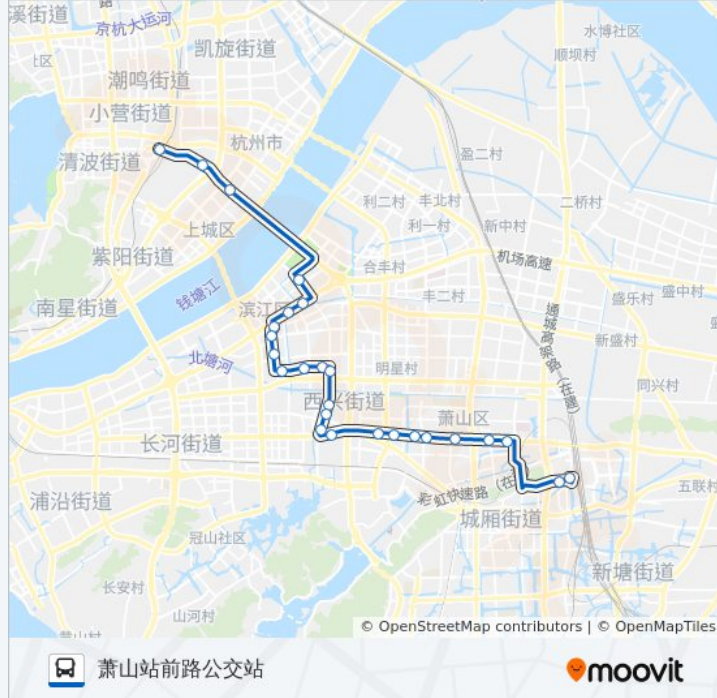 溪街道
路
京杭大运河
凯旋街道
水博社区
社区
顺坝村
潮鸣街道
小营街道
杭州市
清波街道
盈二村
利二村
丰北村
二桥村
上城区
利一村
新中村
紫阳街道
合丰村
机场高速
钱塘江
盛中村
南星街道
滨江区
丰二村
盛乐村
通城高架路（在建）
新盛村
北塘河
明星村
同兴村
西兴街道
萧山区
长河街道
五联村
彩虹快速路（在
浦沿街道
城厢街道
冠山社区
新塘街道
长安村
山河村
© OpenStreetMap contributors | © OpenMapTiles
萧山站前路公交站
moovit